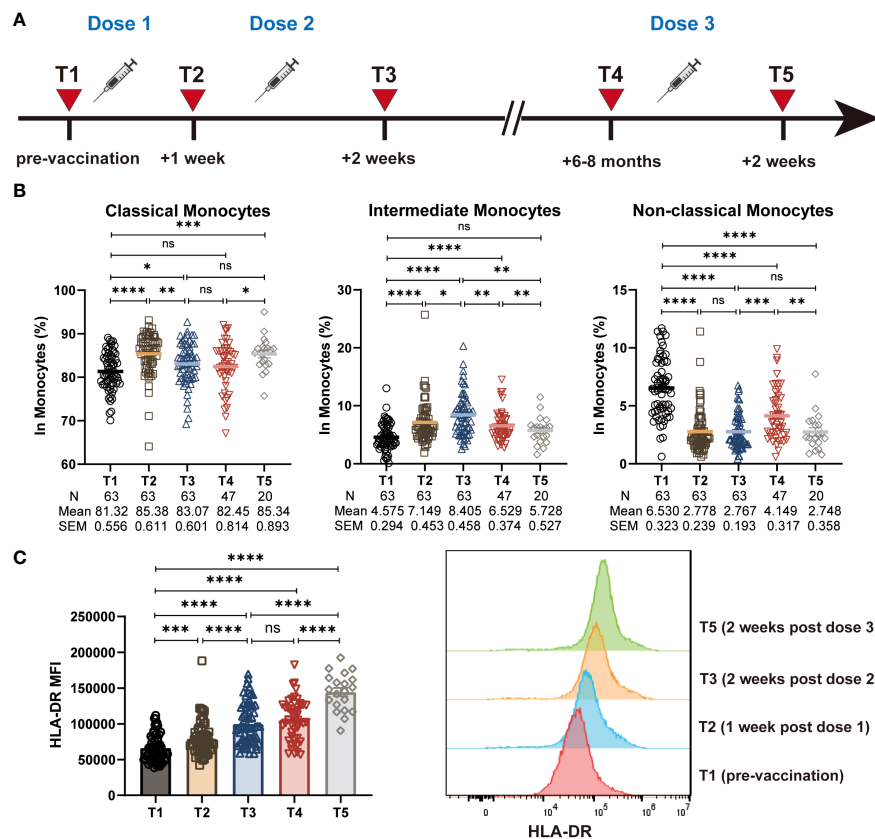 A
Dose 1 Dose 2 Dose 3
T1 T2 T3 T4 T5
pre-vaccination +1 week +2 weeks +6-8 months +2 weeks
B
Classical Monocytes
***
ns
* ns
**** ** ns *
In Monocytes (%)
100
90
80
70
60
T1 T2 T3 T4 T5
N 63 63 63 47 20
Mean 81.32 85.38 83.07 82.45 85.34
SEM 0.556 0.611 0.601 0.814 0.893
Intermediate Monocytes
ns
****
**** **
**** * ** **
In Monocytes (%)
30
20
10
0
T1 T2 T3 T4 T5
N 63 63 63 47 20
Mean 4.575 7.149 8.405 6.529 5.728
SEM 0.294 0.453 0.458 0.374 0.527
Non-classical Monocytes
****
****
**** ns
**** ns *** **
In Monocytes (%)
15
10
5
0
T1 T2 T3 T4 T5
N 63 63 63 47 20
Mean 6.530 2.778 2.767 4.149 2.748
SEM 0.323 0.239 0.193 0.317 0.358
C
****
****
**** ****
*** **** ns ****
HLA-DR MFI
250000
200000
150000
100000
50000
0
T1 T2 T3 T4 T5
T5 (2 weeks post dose 3
T3 (2 weeks post dose 2
T2 (1 week post dose 1)
T1 (pre-vaccination)
0 10^4 10^5 10^6 10^7
HLA-DR